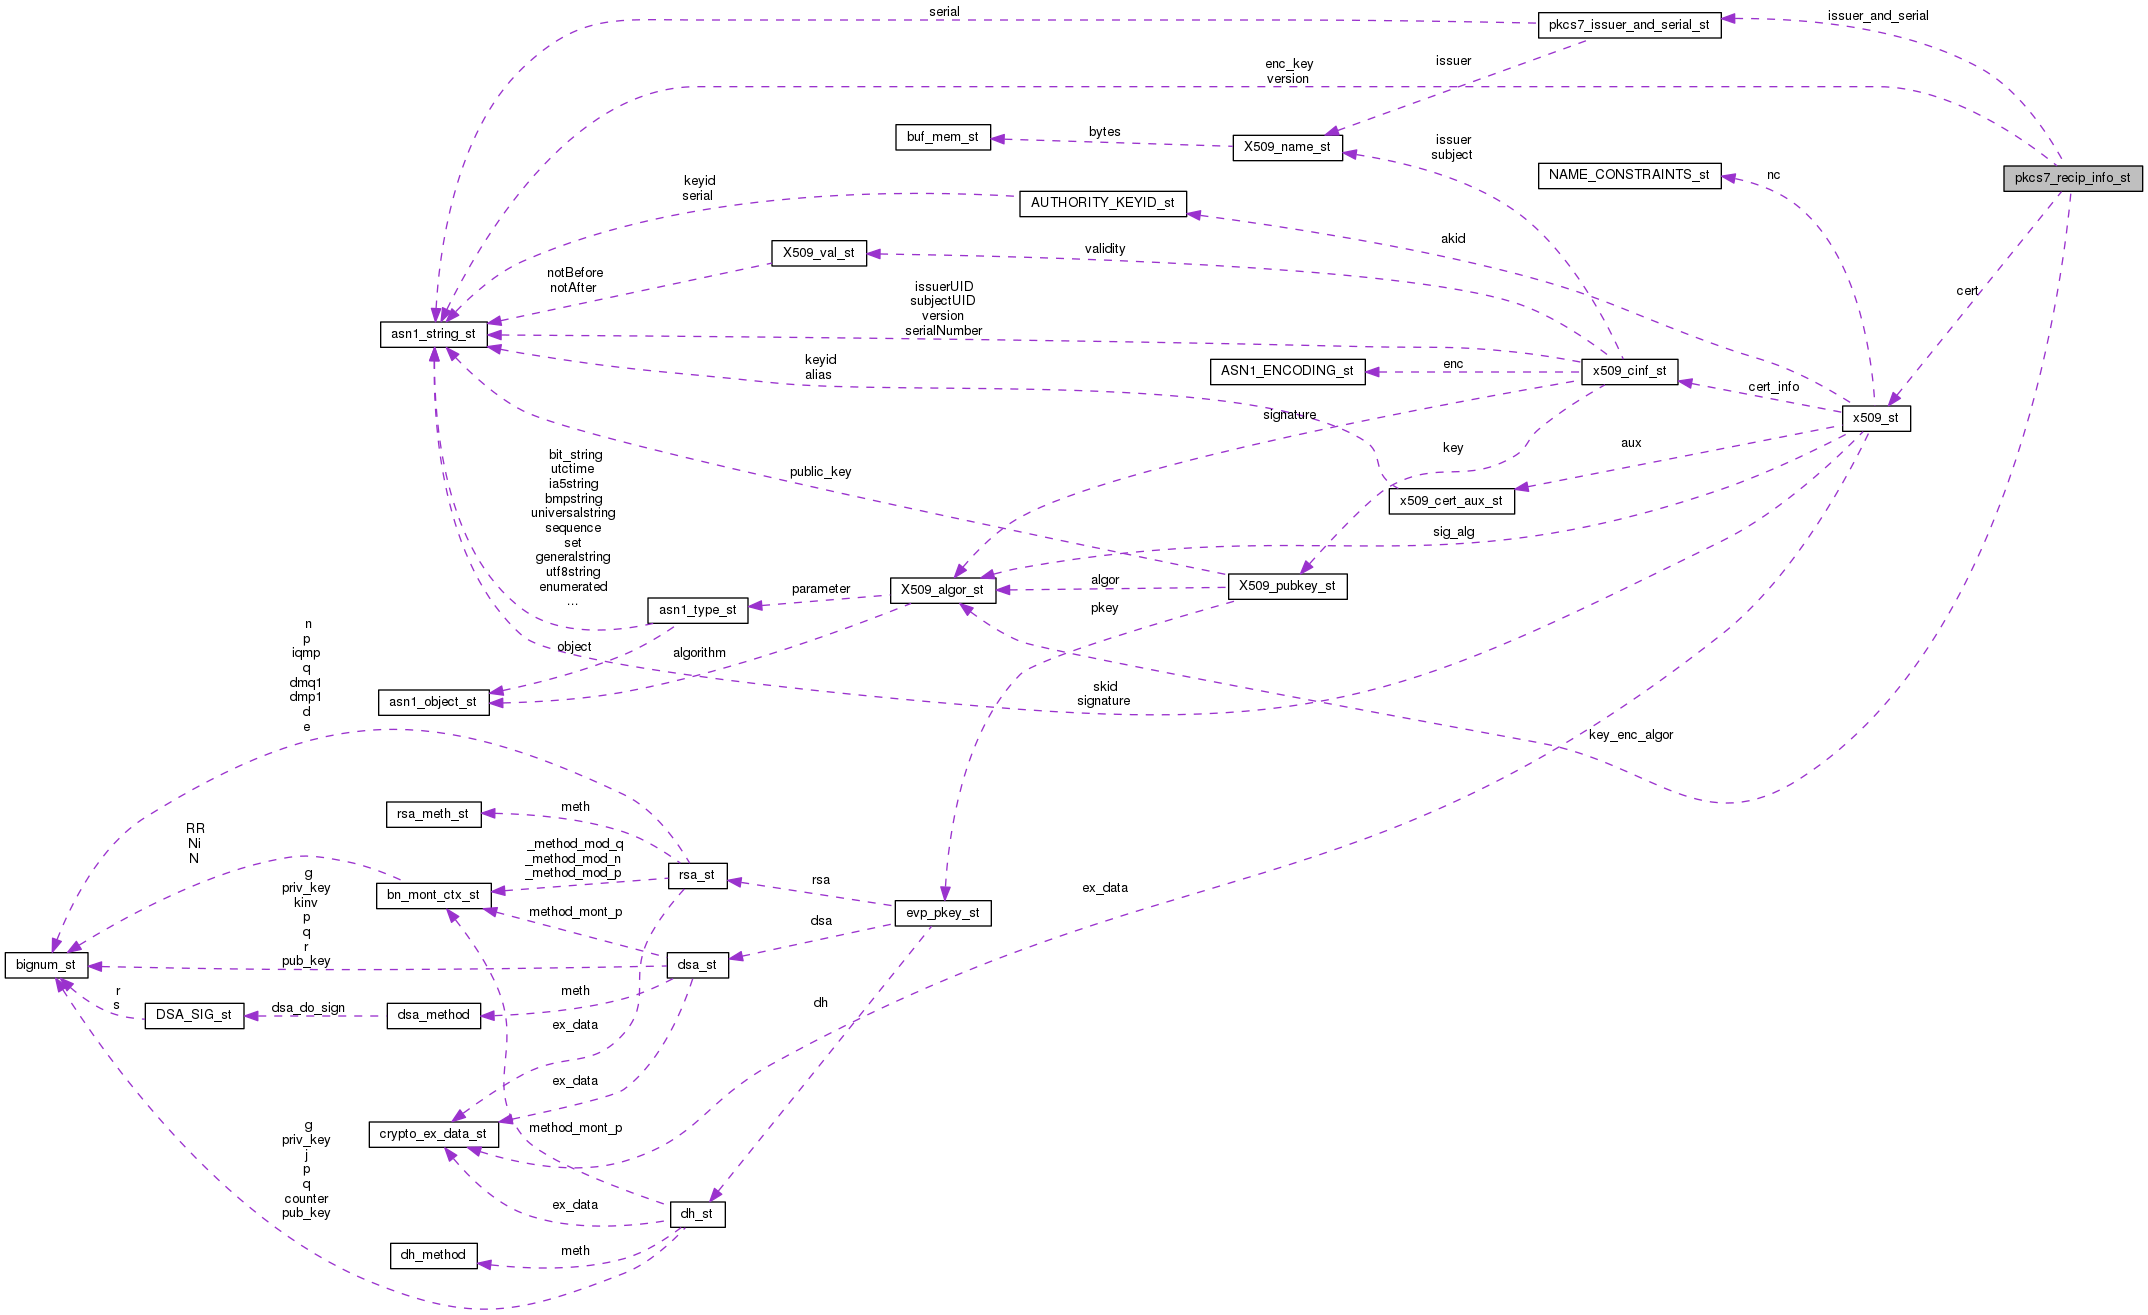 serial
pkcs7_issuer_and_serial_st
issuer_and_serial
enc_key
version
issuer
buf_mem_st
bytes
X509_name_st
issuer
subject
NAME_CONSTRAINTS_st
nc
pkcs7_recip_info_st
keyid
serial
AUTHORITY_KEYID_st
akid
X509_val_st
validity
notBefore
notAfter
issuerUID
subjectUID
version
serialNumber
cert
asn1_string_st
keyid
alias
ASN1_ENCODING_st
enc
x509_cinf_st
cert_info
x509_st
signature
key
aux
public_key
x509_cert_aux_st
bit_string
utctime
ia5string
bmpstring
universalstring
sequence
set
generalstring
utf8string
enumerated
...
sig_alg
asn1_type_st
parameter
X509_algor_st
algor
X509_pubkey_st
pkey
object
algorithm
asn1_object_st
skid
signature
key_enc_algor
n
p
iqmp
q
dmq1
dmp1
d
e
rsa_meth_st
meth
RR
Ni
N
_method_mod_q
_method_mod_n
_method_mod_p
rsa_st
rsa
ex_data
bn_mont_ctx_st
g
priv_key
kinv
p
q
r
pub_key
method_mont_p
dsa
evp_pkey_st
bignum_st
dsa_st
r
s
DSA_SIG_st
dsa_do_sign
dsa_method
meth
dh
ex_data
ex_data
crypto_ex_data_st
method_mont_p
g
priv_key
j
p
q
counter
pub_key
ex_data
dh_st
dh_method
meth